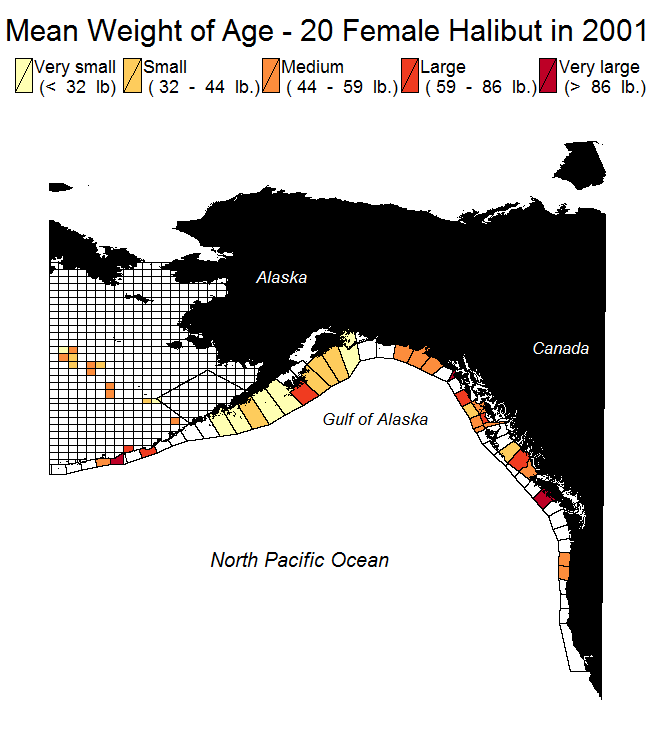 Mean Weight of Age - 20 Female Halibut in 2001
Very small Small Medium Large Very large
(< 32 lb) ( 32 - 44 lb.) ( 44 - 59 lb.) ( 59 - 86 lb.) (> 86 lb.)
Alaska
Canada
Gulf of Alaska
North Pacific Ocean